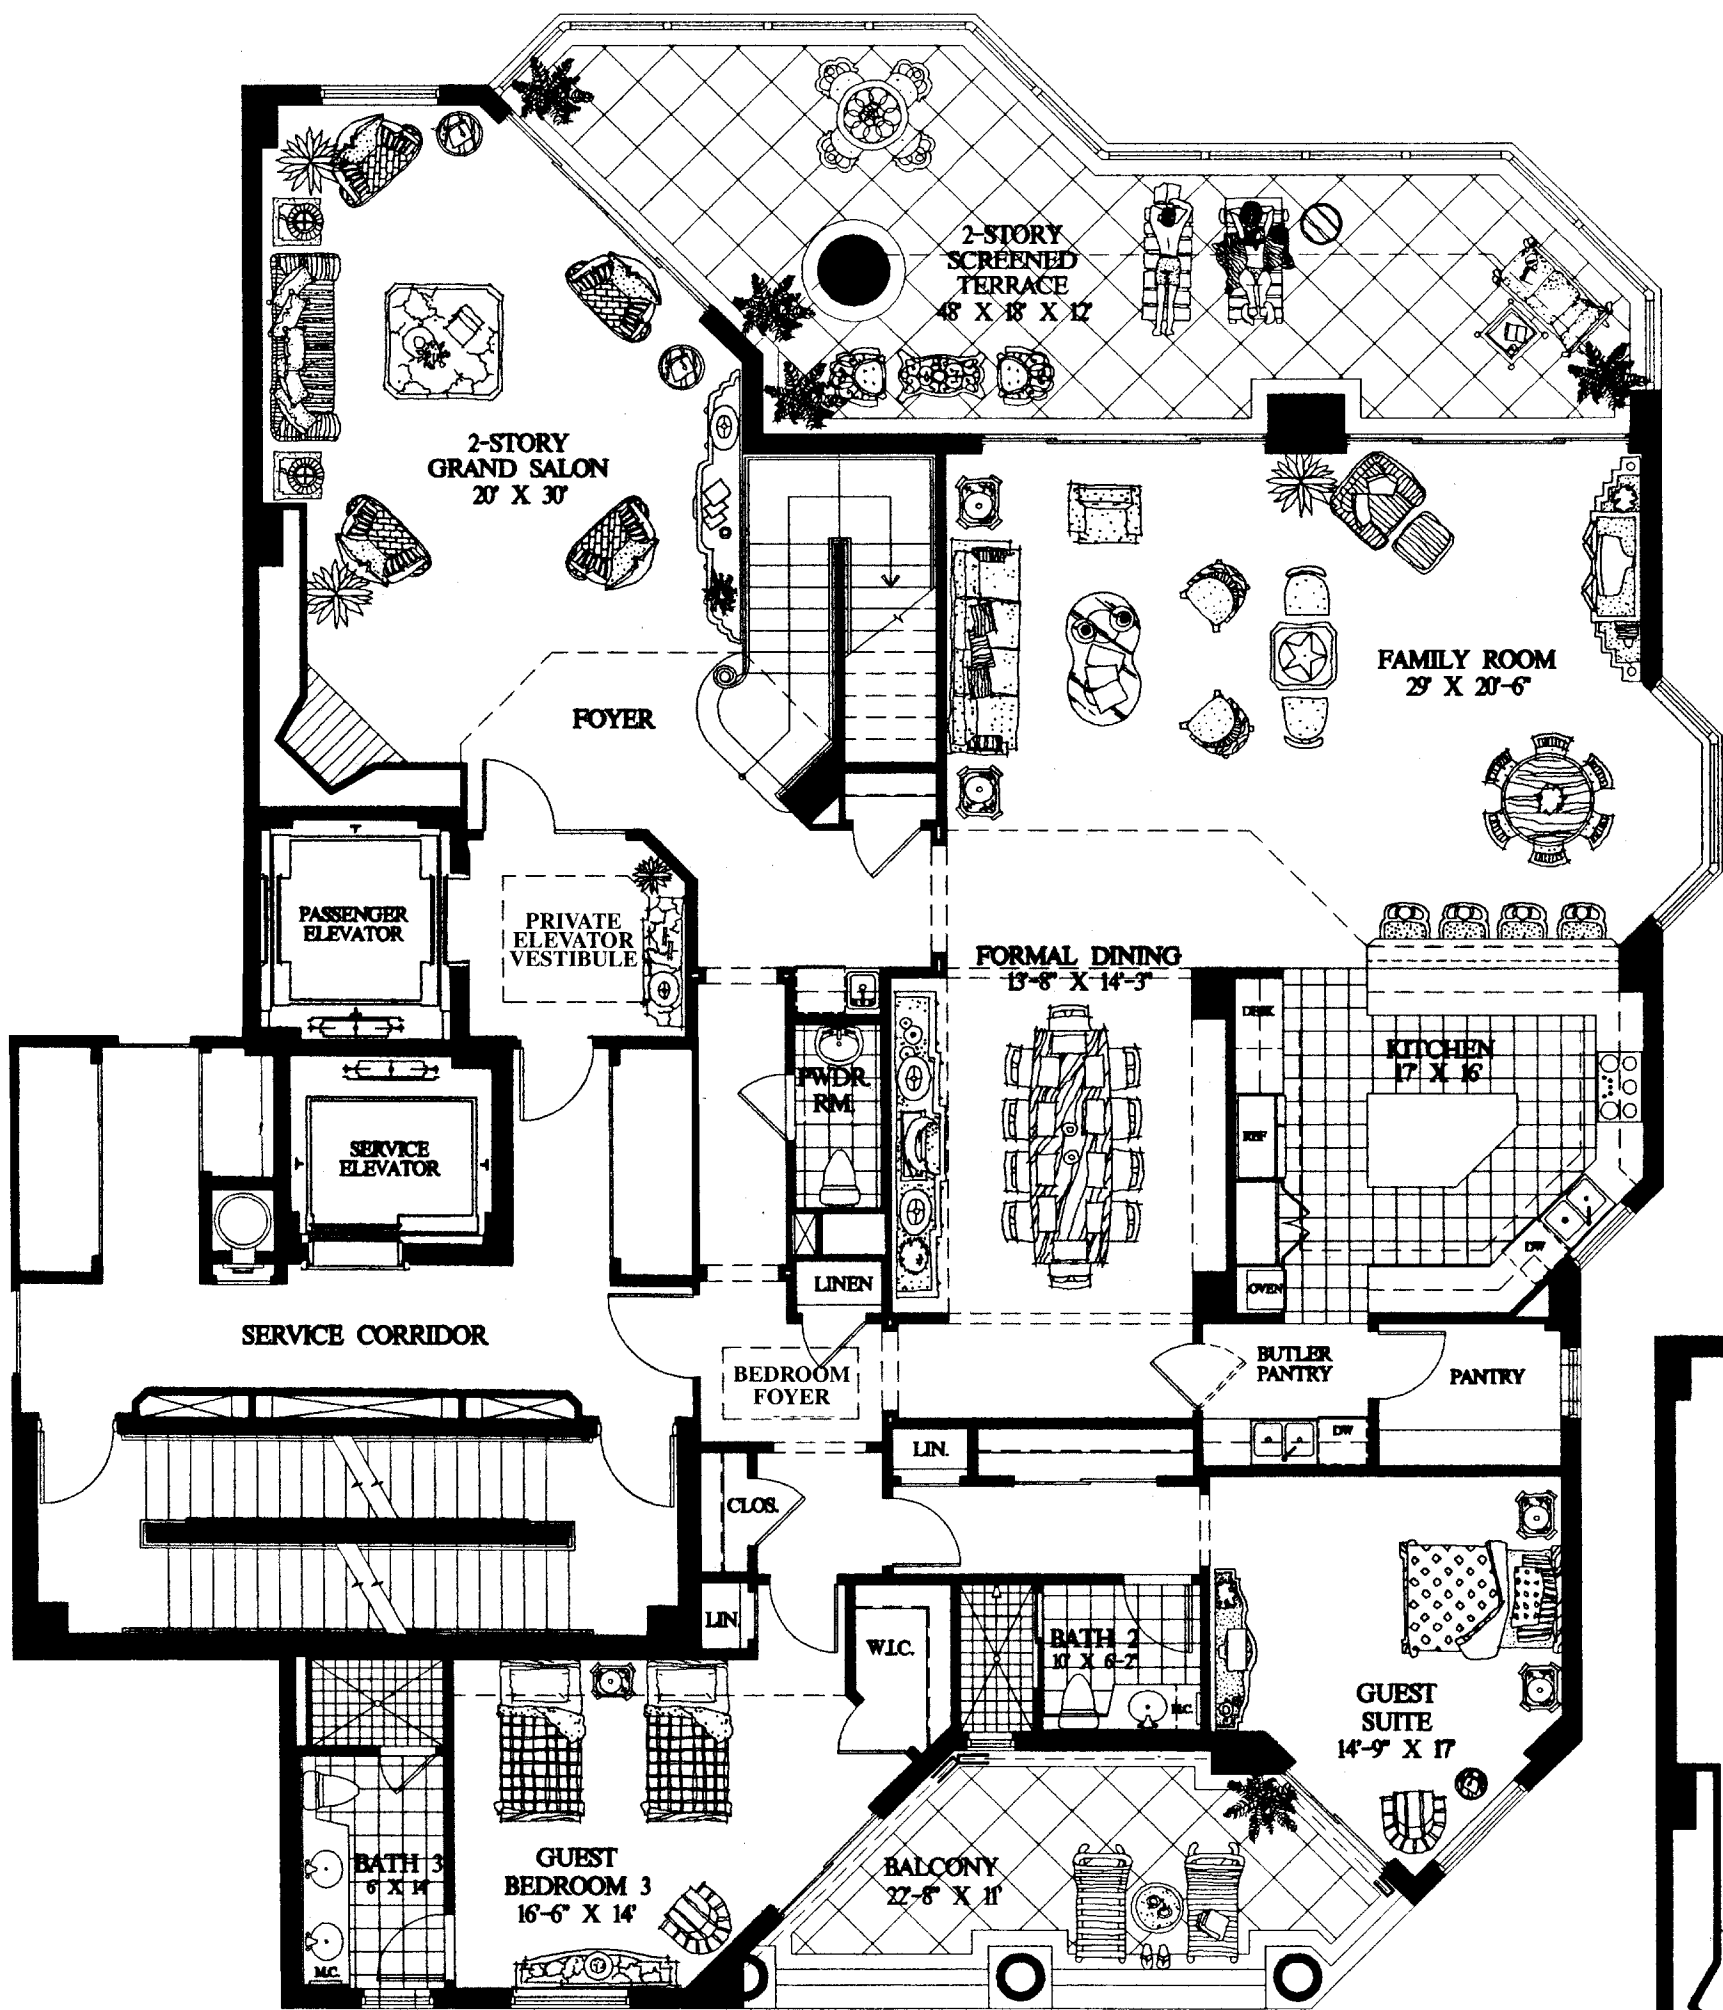 2-STORY
SCREENED
TERRACE
48' X 18' X 12'
2-STORY
GRAND SALON
20' X 30'
FAMILY ROOM
29' X 20'-6"
FOYER
PASSENGER
ELEVATOR
PRIVATE
ELEVATOR
VESTIBULE
FORMAL DINING
13'-8" X 14'-3"
DESK
KITCHEN
17' X 16'
PWDR.
RM.
REF
SERVICE
ELEVATOR
DW
LINEN
OVEN
SERVICE CORRIDOR
BEDROOM
FOYER
BUTLER
PANTRY
PANTRY
LIN.
DW
CLOS.
LIN.
W.I.C.
BATH 2
10' X 6'-2"
M.C.
GUEST
SUITE
14'-9" X 17'
BATH 3
6' X 14'
GUEST
BEDROOM 3
16'-6" X 14'
BALCONY
22'-8" X 11'
M.C.